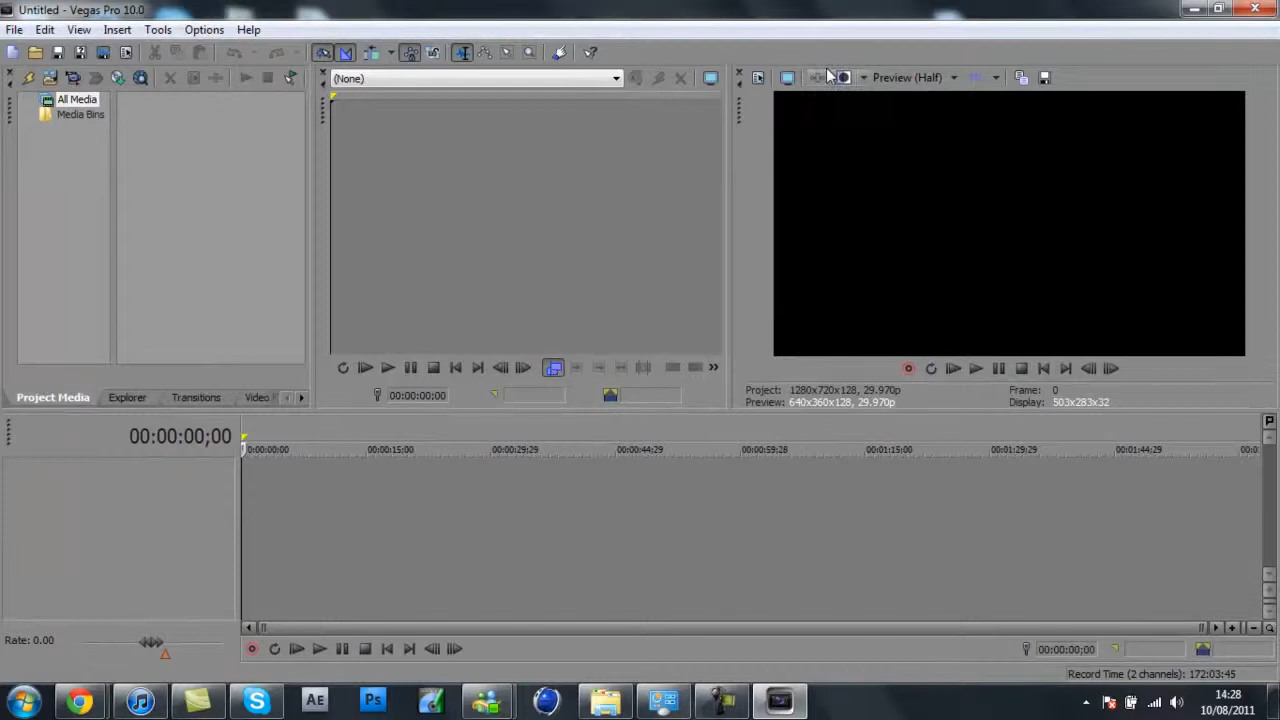 Untitled - Vegas Pro 10.0
File Edit View Insert Tools Options Help
(None)
Preview (Half)
All Media
Media Bins
00:00:00;00
Project: 1280x720x128, 29.970p
Frame: 0
Preview: 640x360x128, 29.970p
Display: 503x283x32
Project Media Explorer Transitions Video
00:00:00;00
0:00:00:00 00:00:15;00 00:00:29;29 00:00:44;29 00:00:59;28 00:01:15;00 00:01:29;29 00:01:44;29 00:0
Rate: 0.00
00:00:00;00
Record Time (2 channels): 172:03:45
Ae Ps
14:28
10/08/2011